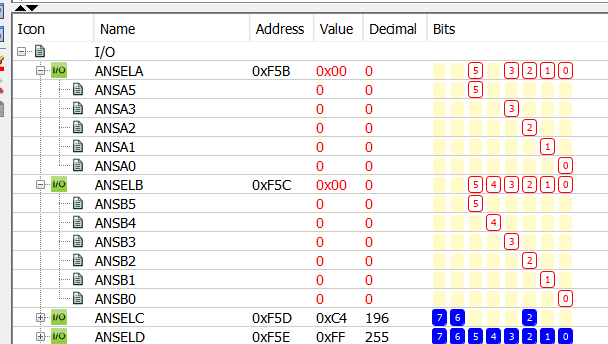 Icon Name Address Value Decimal Bits
I/O
I/O ANSELA 0xF5B 0x00 0 5 3 2 1 0
ANSA5 0 0 5
ANSA3 0 0 3
ANSA2 0 0 2
ANSA1 0 0 1
ANSA0 0 0 0
I/O ANSELB 0xF5C 0x00 0 5 4 3 2 1 0
ANSB5 0 0 5
ANSB4 0 0 4
ANSB3 0 0 3
ANSB2 0 0 2
ANSB1 0 0 1
ANSB0 0 0 0
I/O ANSELC 0xF5D 0xC4 196 7 6 2
I/O ANSELD 0xF5E 0xFF 255 7 6 5 4 3 2 1 0